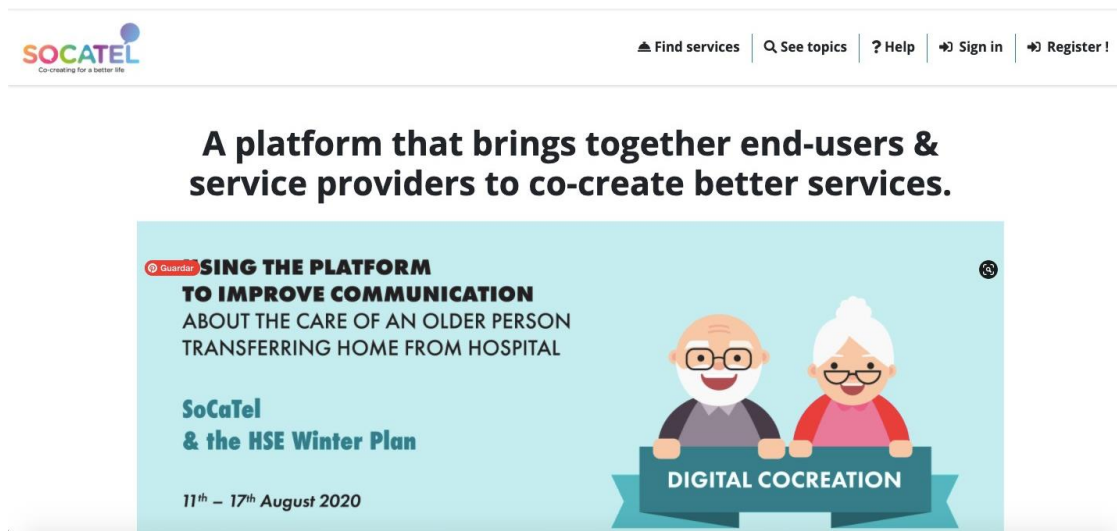 SOCATEL
Co-creating for a better life
Find services
See topics
? Help
Sign in
Register !
A platform that brings together end-users &
service providers to co-create better services.
Guardar
SING THE PLATFORM
TO IMPROVE COMMUNICATION
ABOUT THE CARE OF AN OLDER PERSON
TRANSFERRING HOME FROM HOSPITAL
SoCaTel
& the HSE Winter Plan
11th – 17th August 2020
DIGITAL COCREATION